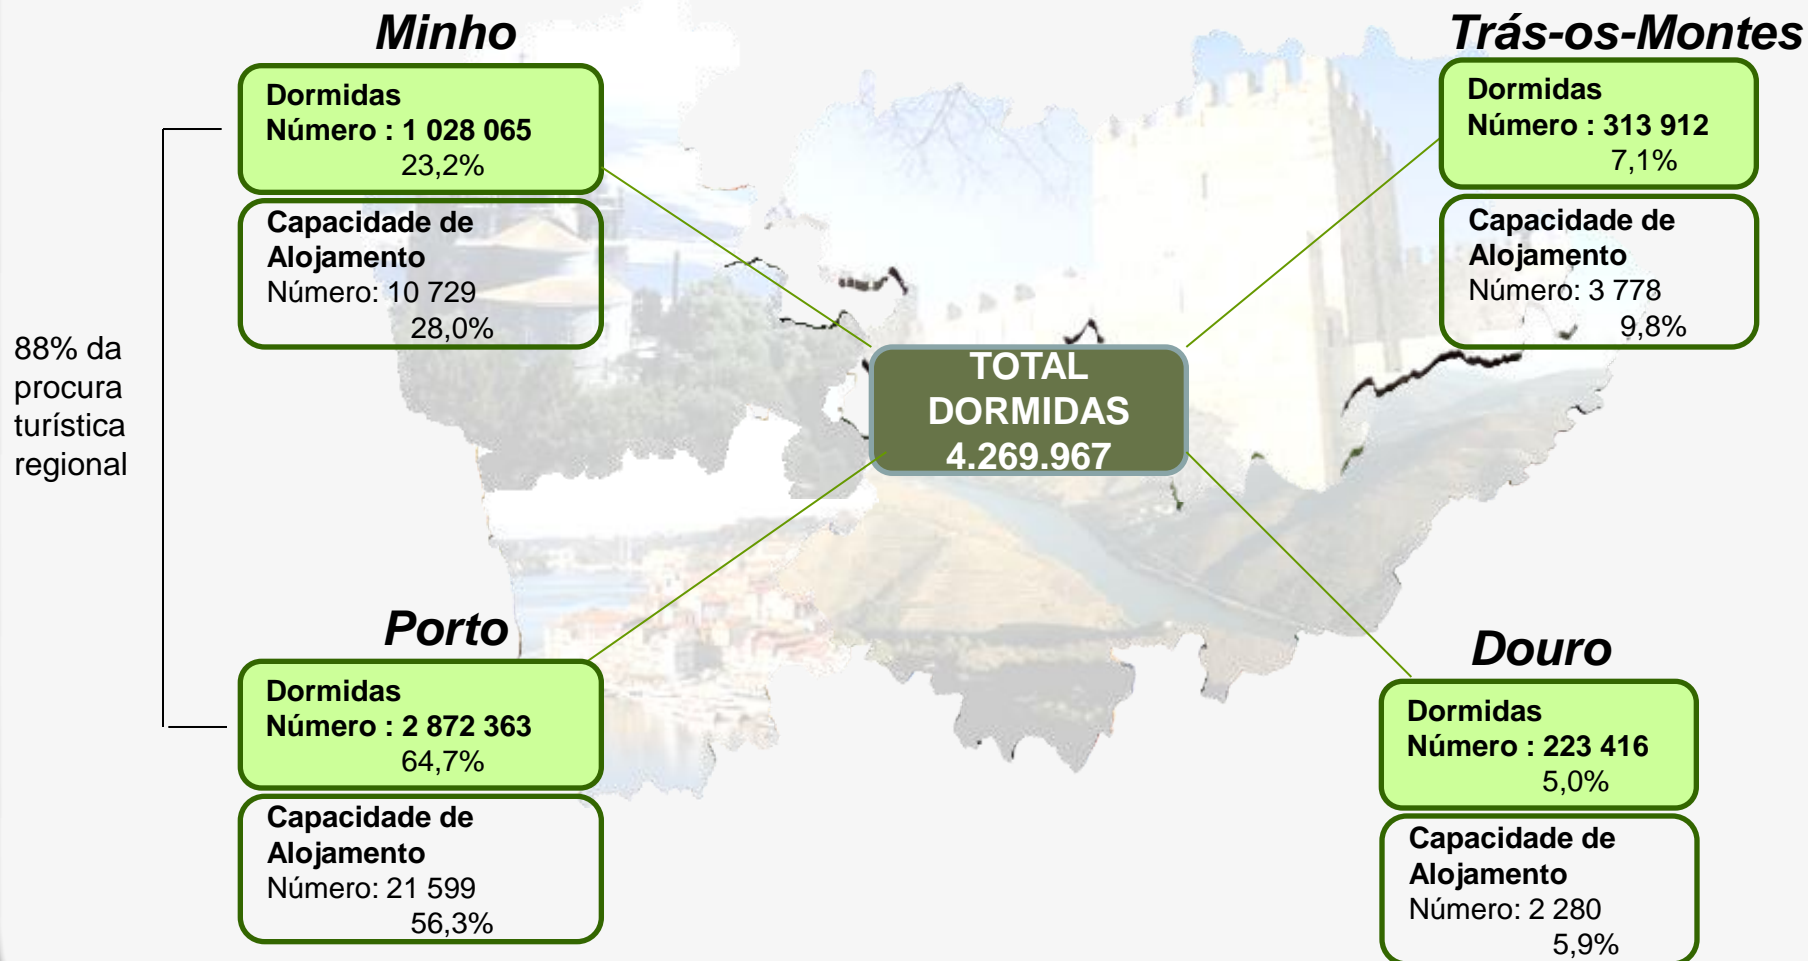 Minho
Dormidas
Número : 1 028 065
23,2%
Capacidade de
Alojamento
Número: 10 729
28,0%
Trás-os-Montes
Dormidas
Número : 313 912
7,1%
Capacidade de
Alojamento
Número: 3 778
9,8%
88% da
procura
turística
regional
TOTAL
DORMIDAS
4.269.967
Porto
Dormidas
Número : 2 872 363
64,7%
Capacidade de
Alojamento
Número: 21 599
56,3%
Douro
Dormidas
Número : 223 416
5,0%
Capacidade de
Alojamento
Número: 2 280
5,9%